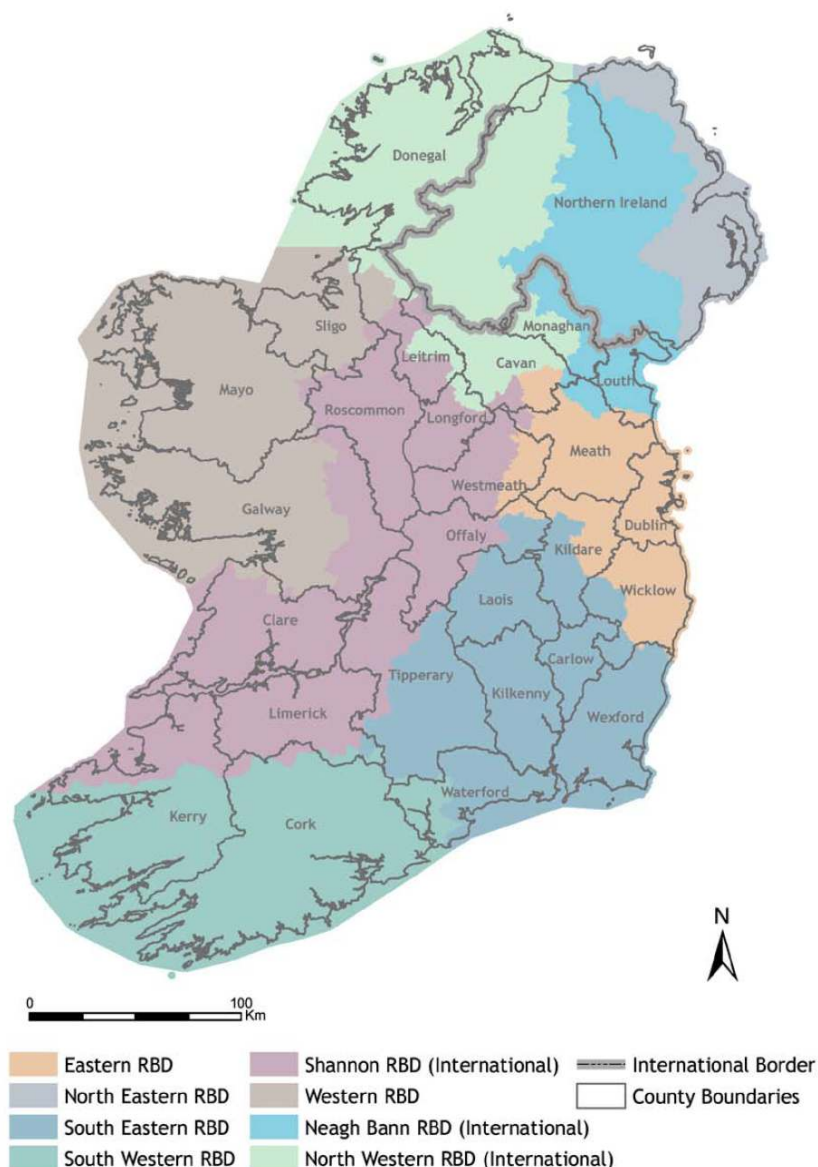 Donegal
Northern Ireland
Monaghan
Sligo
Leitrim
Cavan
Louth
Mayo
Roscommon
Longford
Meath
Westmeath
Galway
Dublin
Offaly
Kildare
Wicklow
Laois
Clare
Carlow
Tipperary
Kilkenny
Limerick
Wexford
Waterford
Kerry
Cork
N
0 100
Km
Eastern RBD
North Eastern RBD
South Eastern RBD
South Western RBD
Shannon RBD (International)
Western RBD
Neagh Bann RBD (International)
North Western RBD (International)
International Border
County Boundaries